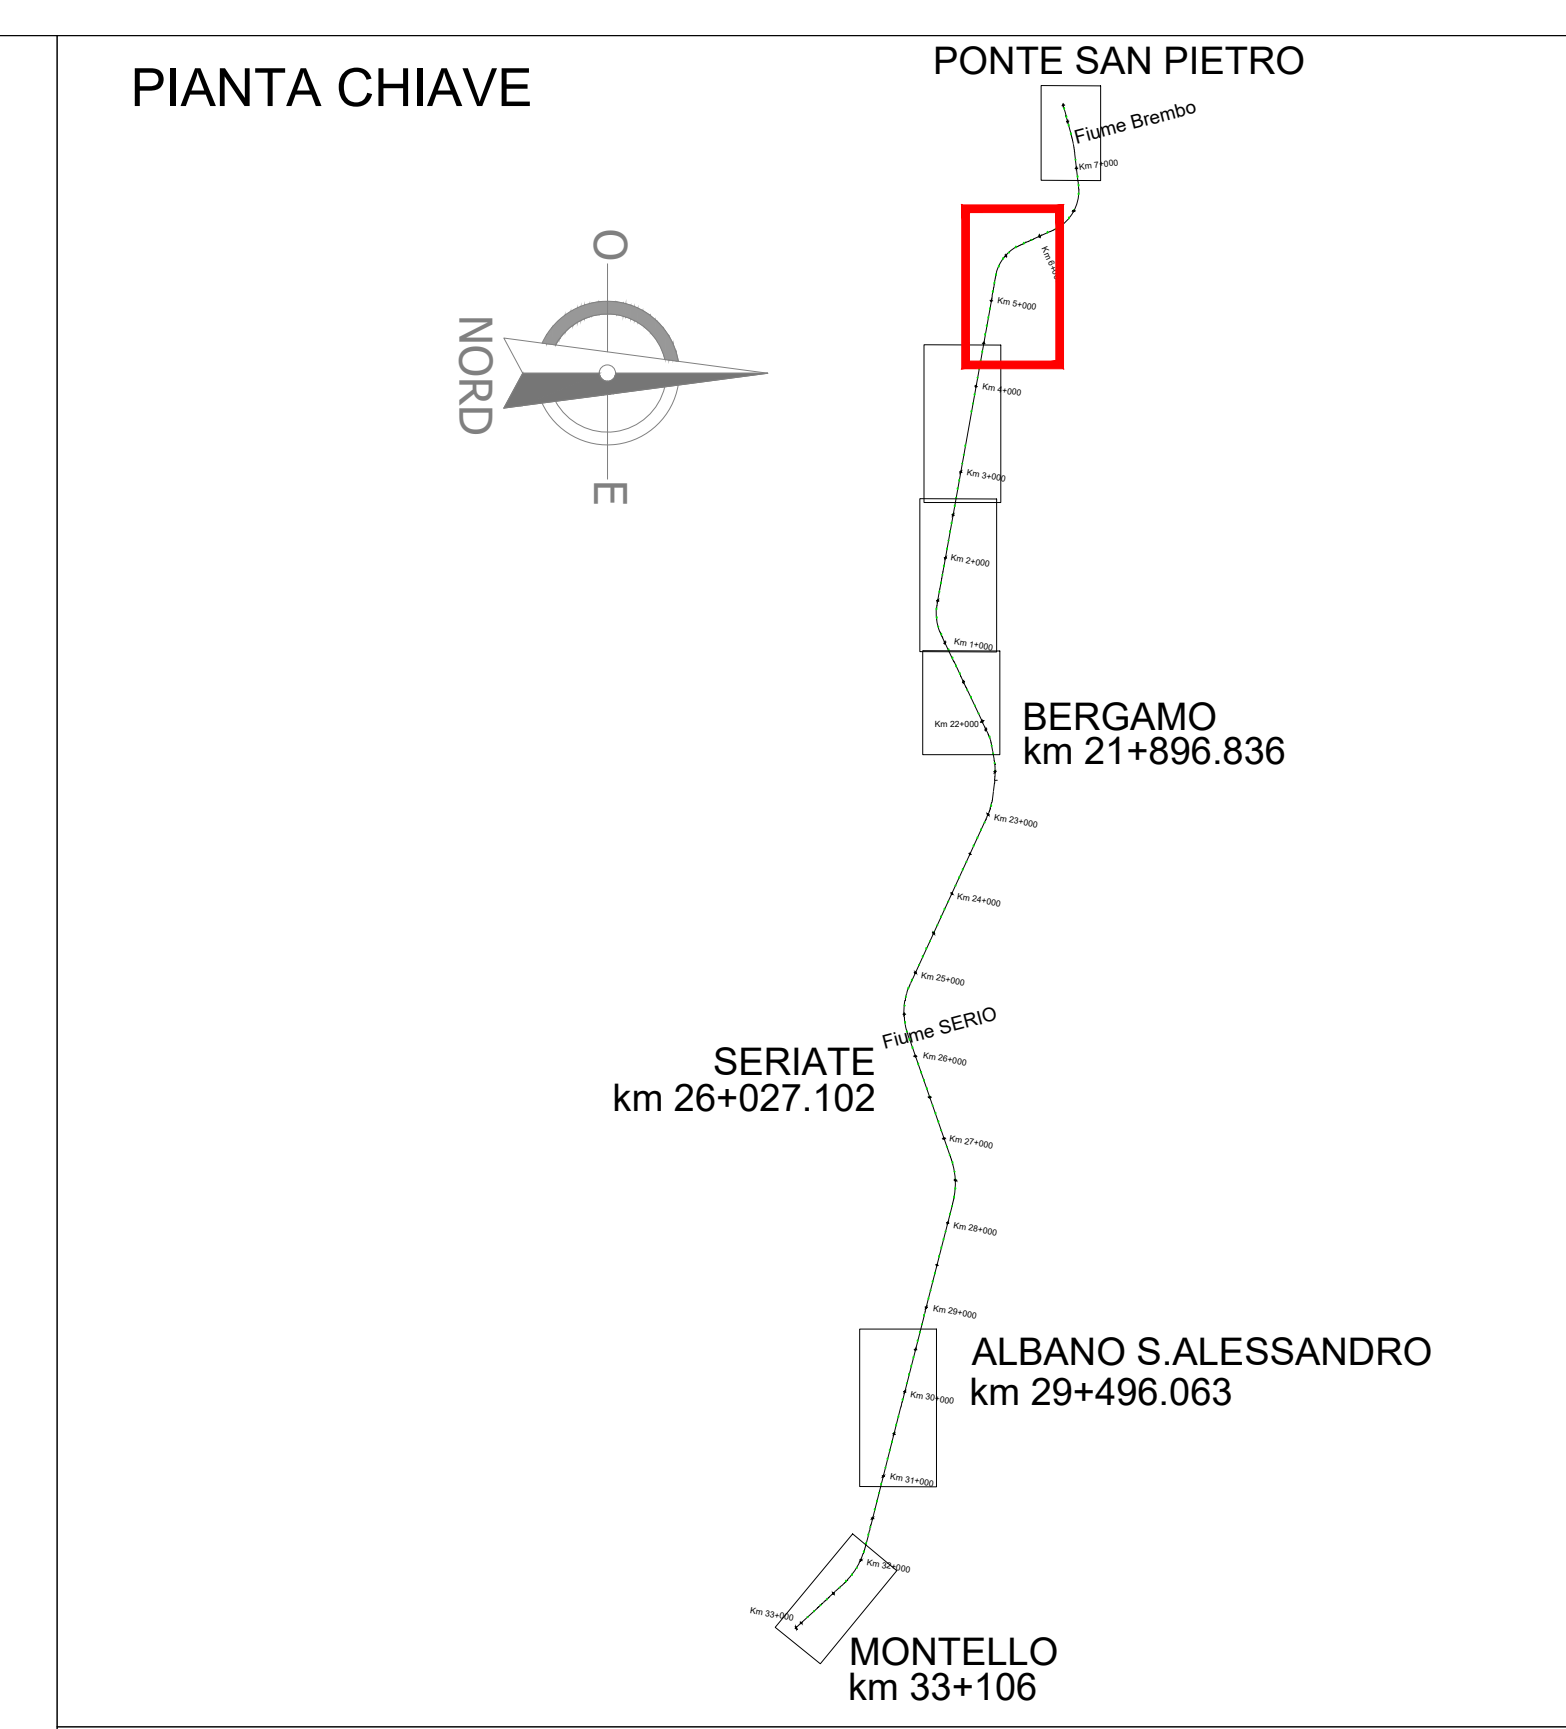 PIANTA CHIAVE
PONTE SAN PIETRO
Fiume Brembo
Km 7+000
O
NORD
E
Km 5+000
Km 4+000
Km 3+000
Km 2+000
Km 1+000
Km 22+000
BERGAMO
km 21+896.836
Km 23+000
Km 24+000
Km 25+000
Fiume SERIO
SERIATE
km 26+027.102
Km 26+000
Km 27+000
Km 28+000
Km 29+000
ALBANO S.ALESSANDRO
km 29+496.063
Km 30+000
Km 31+000
Km 32+000
Km 33+000
MONTELLO
km 33+106